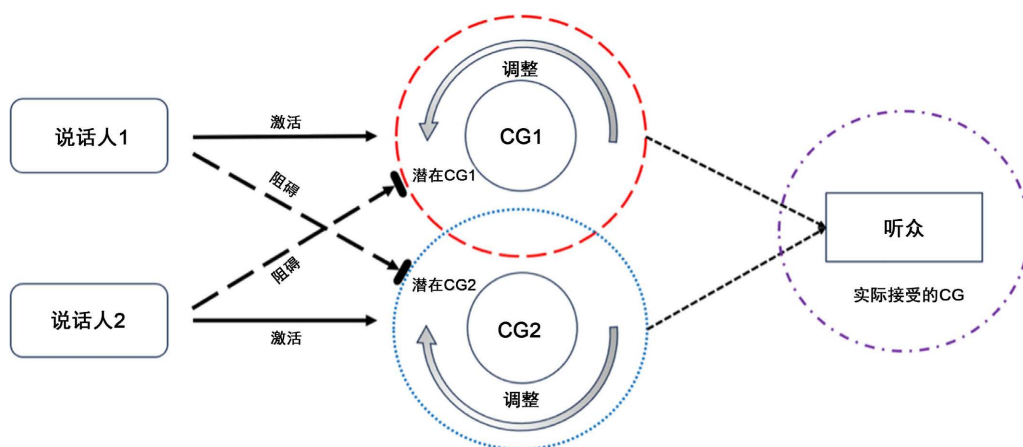 调整
说话人1
激活
CG1
潜在CG1
阻碍
听众
阻碍
潜在CG2
实际接受的CG
说话人2
激活
CG2
调整